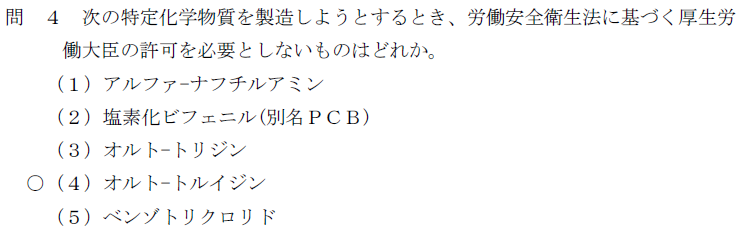 問　４　次の特定化学物質を製造しようとするとき、労働安全衛生法に基づく厚生労
働大臣の許可を必要としないものはどれか。
（１）アルファ−ナフチルアミン
（２）塩素化ビフェニル(別名ＰＣＢ)
（３）オルト−トリジン
○（４）オルト−トルイジン
（５）ベンゾトリクロリド